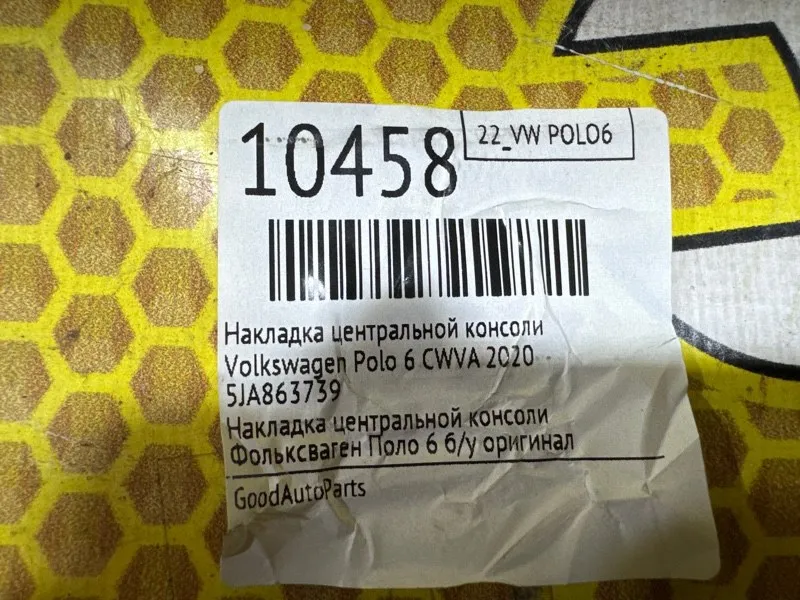 10458
22_VW POLO6
Накладка центральной консоли
Volkswagen Polo 6 CWVA 2020
5JA863739
Накладка центральной консоли
Фольксваген Поло 6 б/у оригинал
GoodAutoParts